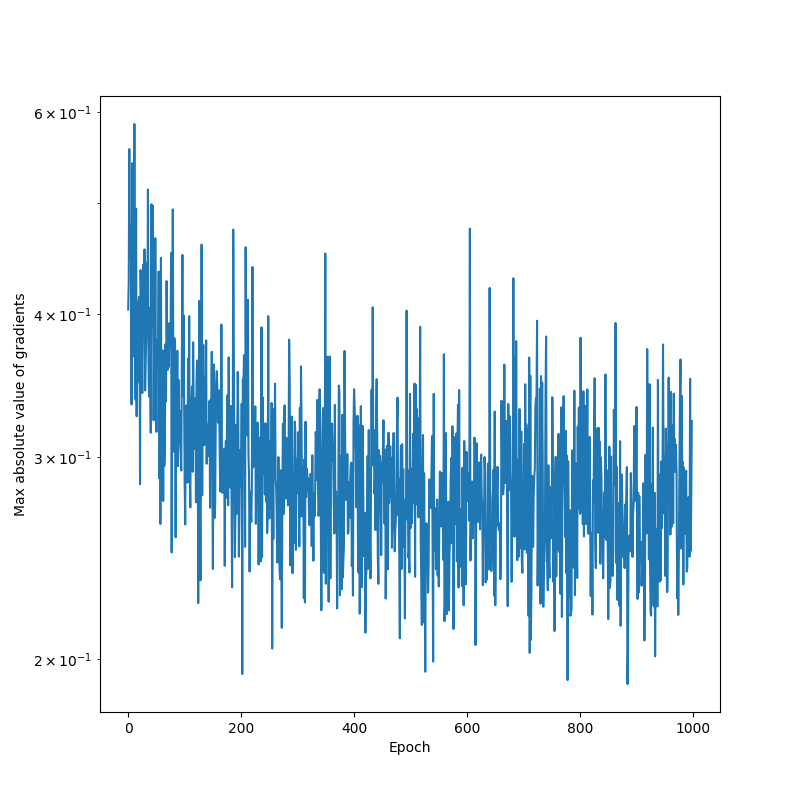 Max absolute value of gradients
6 × 10⁻¹
4 × 10⁻¹
3 × 10⁻¹
2 × 10⁻¹
0 200 400 600 800 1000
Epoch